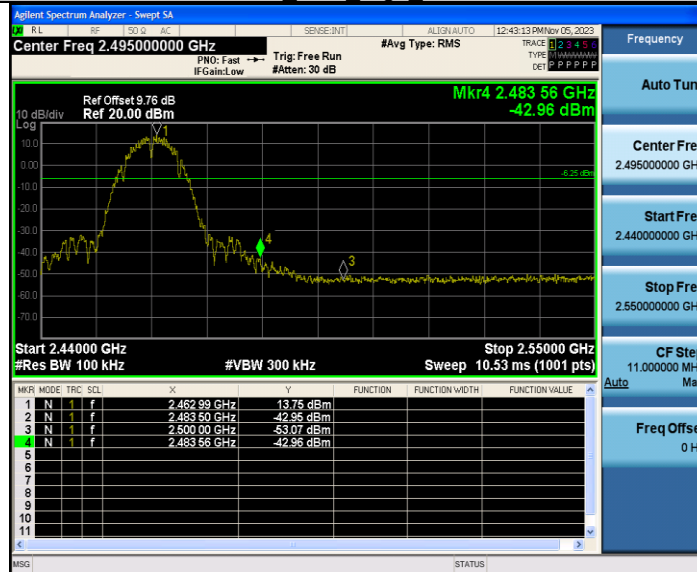 Agilent Spectrum Analyzer - Swept SA
RL RF 50 Ω AC SENSE:INT ALIGNAUTO 12:43:13 PM Nov 05, 2023
Center Freq 2.495000000 GHz #Avg Type: RMS TRACE 1 2 3 4 5 6
PNO: Fast Trig: Free Run TYPE M
IFGain:Low #Atten: 30 dB DET P P P P P P
Ref Offset 9.76 dB Mkr4 2.483 56 GHz
10 dB/div Ref 20.00 dBm -42.96 dBm
Log
1
10.0
0.00
-6.25 dBm
-10.0
-20.0
-30.0
4
-40.0
3
-50.0
-60.0
-70.0
Start 2.44000 GHz Stop 2.55000 GHz
#Res BW 100 kHz #VBW 300 kHz Sweep 10.53 ms (1001 pts)
MKR MODE TRC SCL X Y FUNCTION FUNCTION WIDTH FUNCTION VALUE
1 N 1 f 2.462 99 GHz 13.75 dBm
2 N 1 f 2.483 50 GHz -42.95 dBm
3 N 1 f 2.500 00 GHz -53.07 dBm
4 N 1 f 2.483 56 GHz -42.96 dBm
5
6
7
8
9
10
11
MSG STATUS
Frequency
Auto Tun
Center Fre
2.495000000 GH
Start Fre
2.440000000 GH
Stop Fre
2.550000000 GH
CF Ste
11.000000 MH
Auto Ma
Freq Offse
0 H